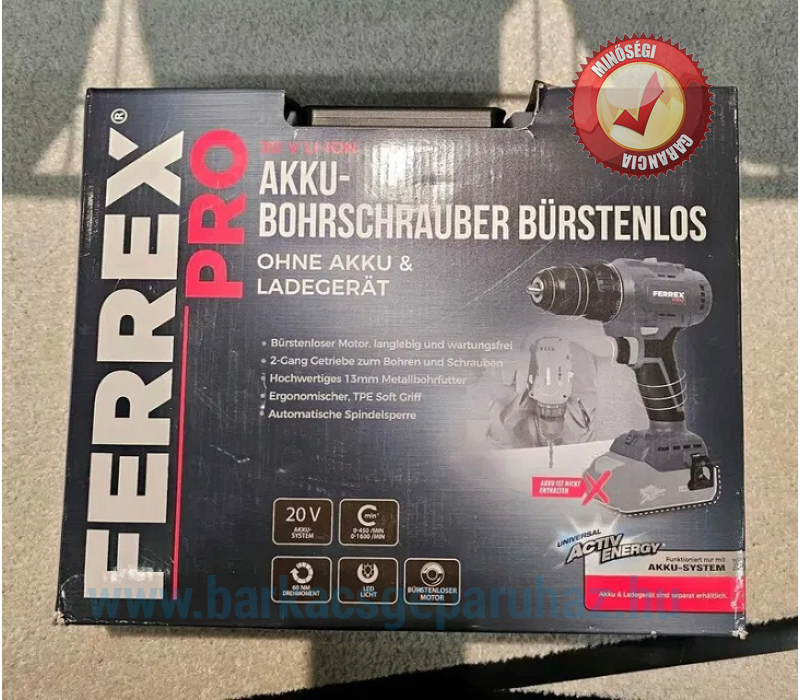 MINŐSÉGI
GARANCIA
FERREX®
PRO
20 V LI-ION
AKKU-
BOHRSCHRAUBER BÜRSTENLOS
OHNE AKKU &
LADEGERÄT
• Bürstenloser Motor, langlebig und wartungsfrei
• 2-Gang Getriebe zum Bohren und Schrauben
• Hochwertiges 13mm Metallbohrfutter
• Ergonomischer, TPE Soft Griff
• Automatische Spindelsperre
FERREX
PRO
AKKU IST NICHT
ENTHALTEN
20 V
AKKU-
SYSTEM
min⁻¹
0-450 /MIN
0-1600 /MIN
60 NM
DREHMOMENT
LED
LICHT
BÜRSTENLOSER
MOTOR
UNIVERSAL
ACTIV
ENERGY
Funktioniert nur mit
AKKU-SYSTEM
Akku & Ladegerät sind separat erhältlich.
www.barkacsgeparuhaz.hu